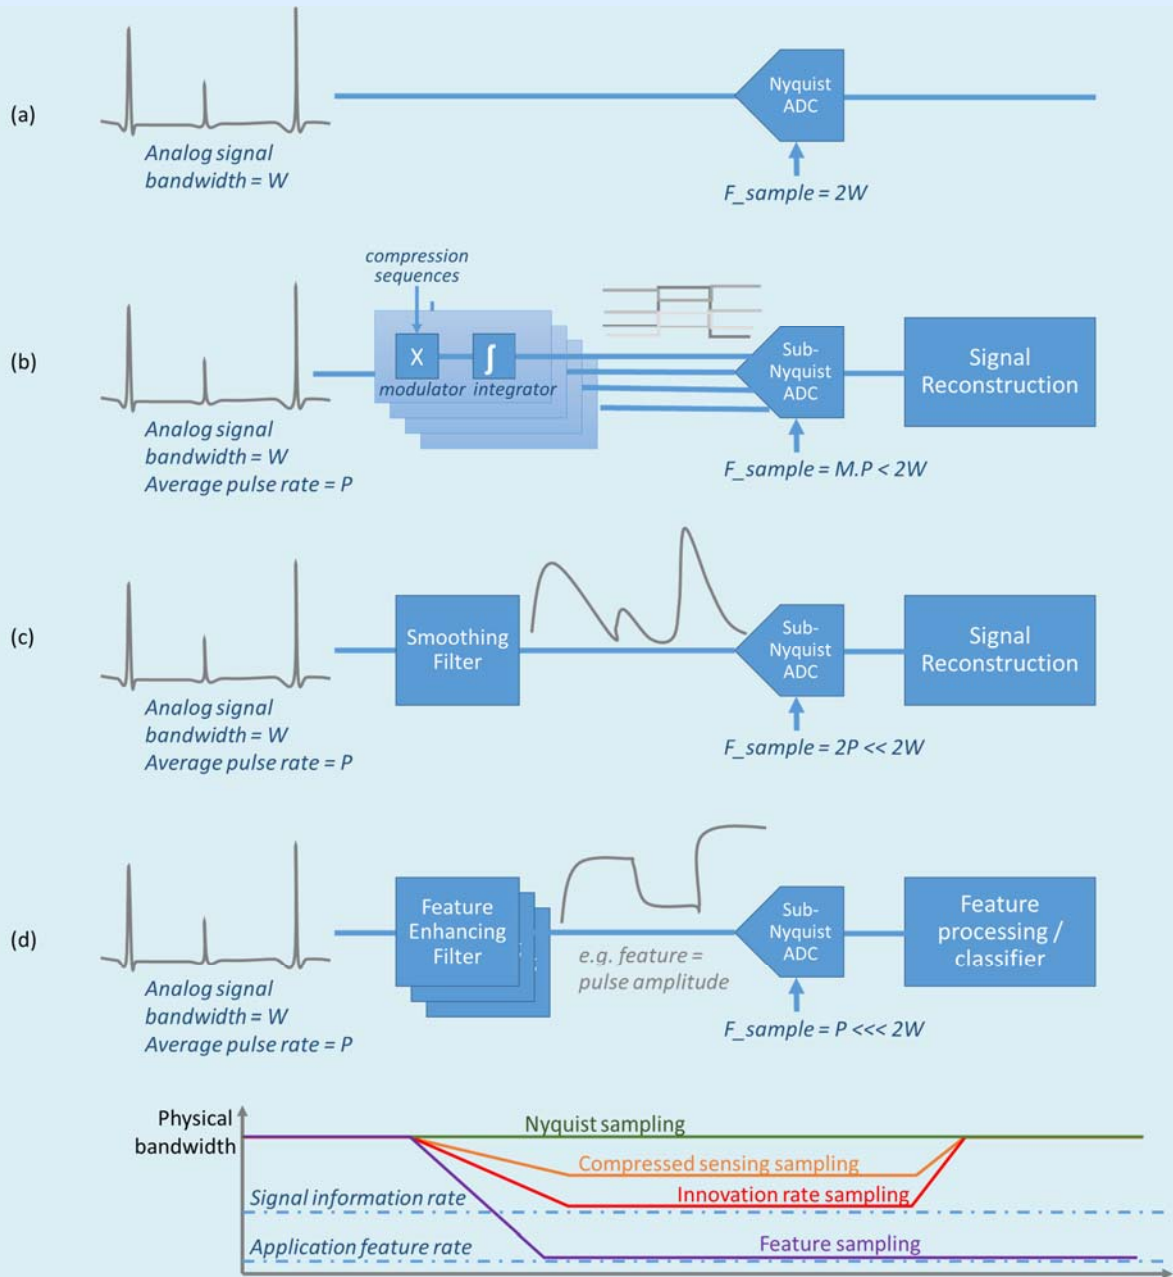 (a)
Analog signal
bandwidth = W
Nyquist
ADC
F_sample = 2W
(b)
compression
sequences
X
∫
modulator
integrator
Analog signal
bandwidth = W
Average pulse rate = P
Sub-
Nyquist
ADC
F_sample = M.P < 2W
Signal
Reconstruction
(c)
Analog signal
bandwidth = W
Average pulse rate = P
Smoothing
Filter
Sub-
Nyquist
ADC
F_sample = 2P << 2W
Signal
Reconstruction
(d)
Analog signal
bandwidth = W
Average pulse rate = P
Feature
Enhancing
Filter
e.g. feature =
pulse amplitude
Sub-
Nyquist
ADC
F_sample = P <<< 2W
Feature
processing /
classifier
Physical
bandwidth
Nyquist sampling
Compressed sensing sampling
Signal information rate
Innovation rate sampling
Application feature rate
Feature sampling